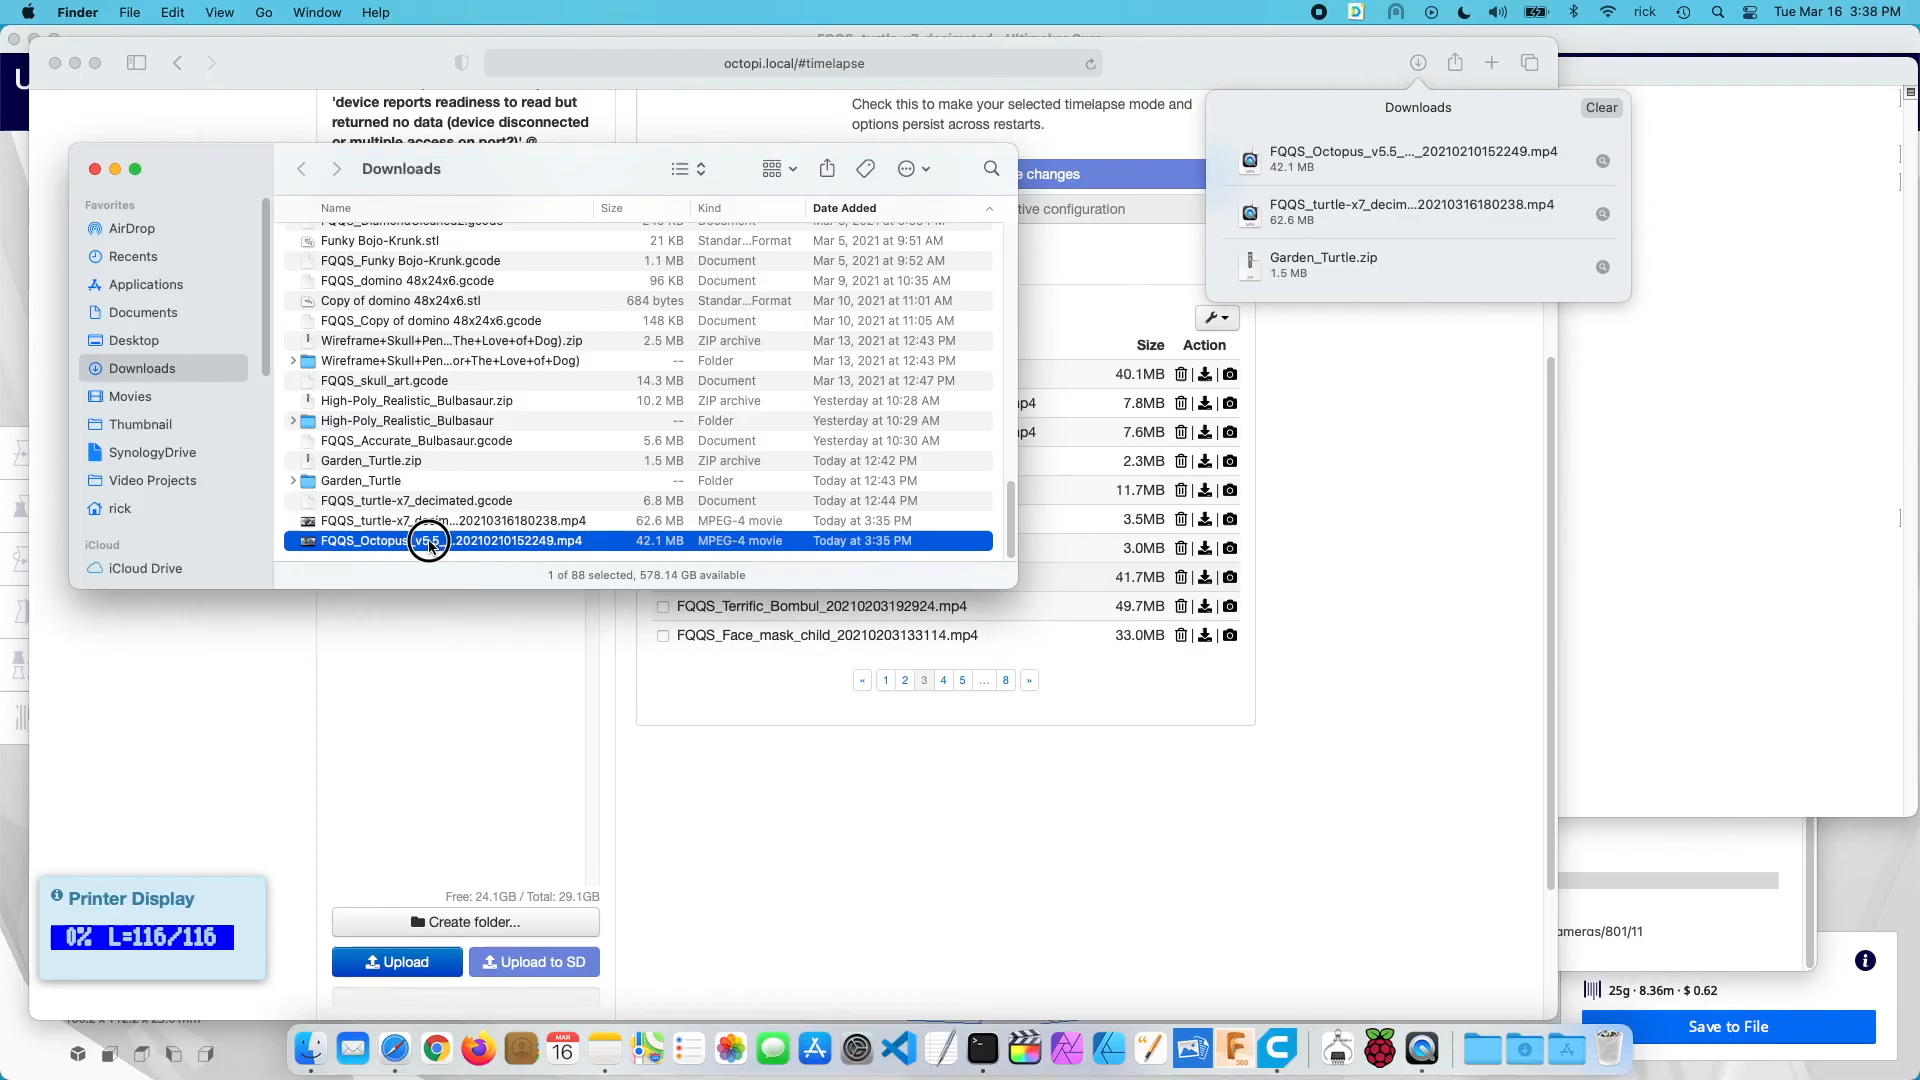 Finder File Edit View Go Window Help
rick
Tue Mar 16 3:38 PM
octopi.local/#timelapse
'device reports readiness to read but
returned no data (device disconnected
Check this to make your selected timelapse mode and
options persist across restarts.
changes
tive configuration
Downloads
Clear
FQQS_Octopus_v5.5_..._20210210152249.mp4
42.1 MB
FQQS_turtle-x7_decim...20210316180238.mp4
62.6 MB
Garden_Turtle.zip
1.5 MB
Downloads
Favorites
AirDrop
Recents
Applications
Documents
Desktop
Downloads
Movies
Thumbnail
SynologyDrive
Video Projects
rick
iCloud
iCloud Drive
Name Size Kind Date Added
Funky Bojo-Krunk.stl 21 KB Standar...Format Mar 5, 2021 at 9:51 AM
FQQS_Funky Bojo-Krunk.gcode 1.1 MB Document Mar 5, 2021 at 9:52 AM
FQQS_domino 48x24x6.gcode 96 KB Document Mar 9, 2021 at 10:35 AM
Copy of domino 48x24x6.stl 684 bytes Standar...Format Mar 10, 2021 at 11:01 AM
FQQS_Copy of domino 48x24x6.gcode 148 KB Document Mar 10, 2021 at 11:05 AM
Wireframe+Skull+Pen...The+Love+of+Dog).zip 2.5 MB ZIP archive Mar 13, 2021 at 12:43 PM
Wireframe+Skull+Pen...or+The+Love+of+Dog) -- Folder Mar 13, 2021 at 12:43 PM
FQQS_skull_art.gcode 14.3 MB Document Mar 13, 2021 at 12:47 PM
High-Poly_Realistic_Bulbasaur.zip 10.2 MB ZIP archive Yesterday at 10:28 AM
High-Poly_Realistic_Bulbasaur -- Folder Yesterday at 10:29 AM
FQQS_Accurate_Bulbasaur.gcode 5.6 MB Document Yesterday at 10:30 AM
Garden_Turtle.zip 1.5 MB ZIP archive Today at 12:42 PM
Garden_Turtle -- Folder Today at 12:43 PM
FQQS_turtle-x7_decimated.gcode 6.8 MB Document Today at 12:44 PM
FQQS_turtle-x7_decim...20210316180238.mp4 62.6 MB MPEG-4 movie Today at 3:35 PM
FQQS_Octopus_v5.5_...20210210152249.mp4 42.1 MB MPEG-4 movie Today at 3:35 PM
1 of 88 selected, 578.14 GB available
Size Action
40.1MB | |
p4 7.8MB | |
p4 7.6MB | |
2.3MB | |
11.7MB | |
3.5MB | |
3.0MB | |
41.7MB | |
FQQS_Terrific_Bombul_20210203192924.mp4 49.7MB | |
FQQS_Face_mask_child_20210203133114.mp4 33.0MB | |
« 1 2 3 4 5 ... 8 »
Free: 24.1GB / Total: 29.1GB
Create folder...
Upload Upload to SD
Printer Display
0% L=116/116
ameras/801/11
25g · 8.36m · $ 0.62
Save to File
MAR
16
360